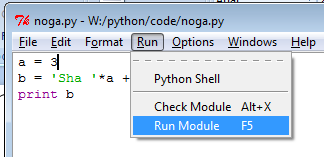 noga.py - W:/python/code/noga.py
File Edit Format Run Options Windows Help
a = 3
b = 'Sha '*a +
print b
Python Shell
Check Module Alt+X
Run Module F5